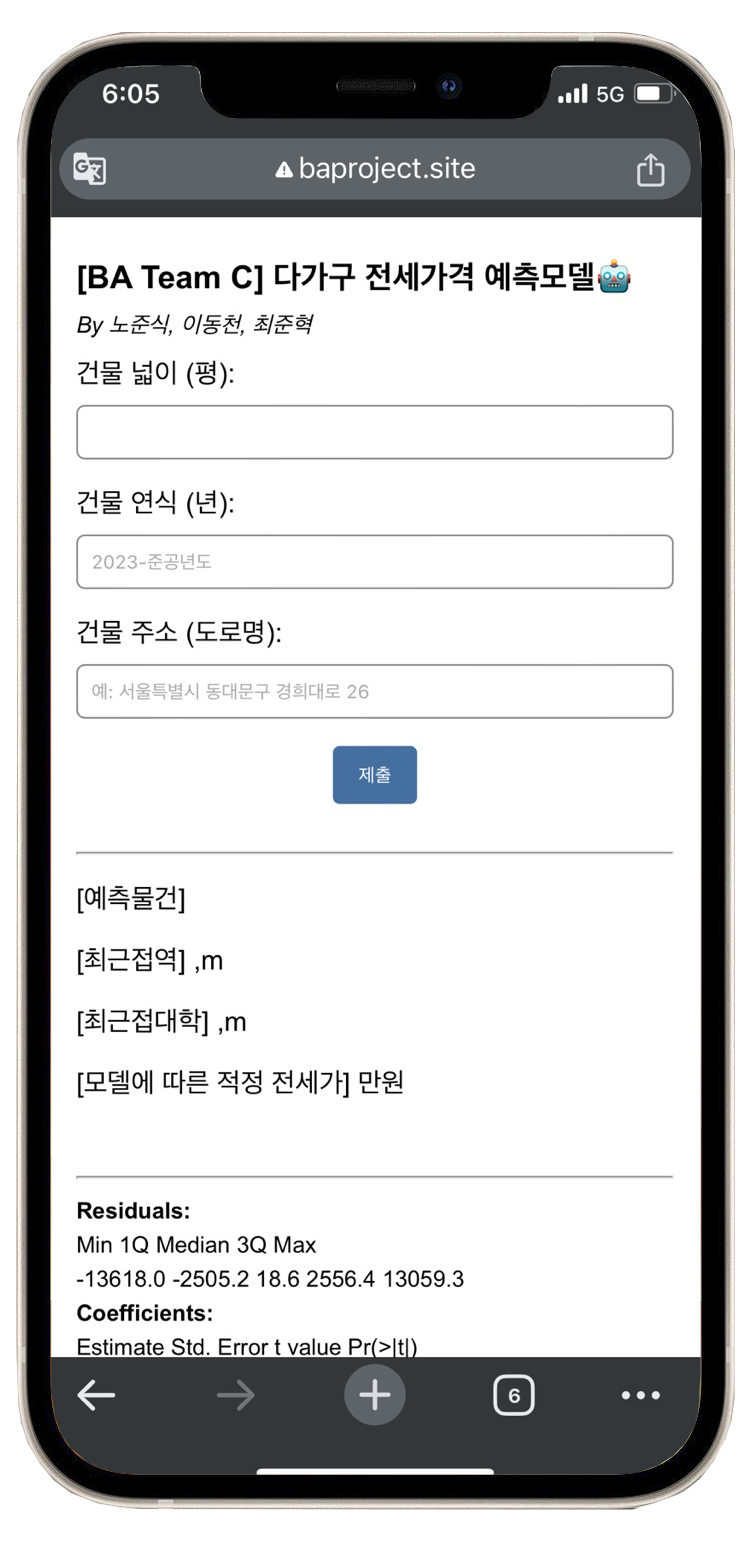 6:05
5G
baproject.site
[BA Team C] 다가구 전세가격 예측모델🤖
By 노준식, 이동천, 최준혁
건물 넓이 (평):
건물 연식 (년):
2023-준공년도
건물 주소 (도로명):
예: 서울특별시 동대문구 경희대로 26
제출
[예측물건]
[최근접역] ,m
[최근접대학] ,m
[모델에 따른 적정 전세가] 만원
Residuals:
Min 1Q Median 3Q Max
-13618.0 -2505.2 18.6 2556.4 13059.3
Coefficients:
Estimate Std. Error t value Pr(>|t|)
6